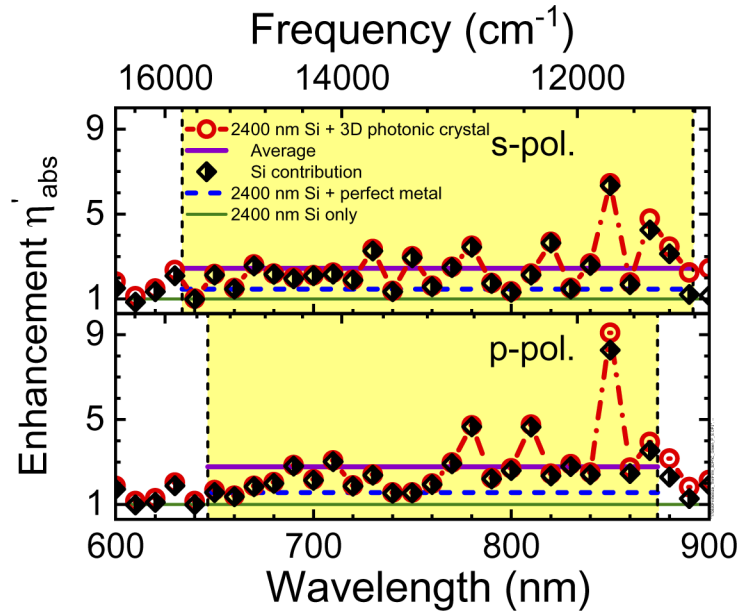 Frequency (cm⁻¹)
16000 14000 12000
Enhancement η'abs
9
5
1
2400 nm Si + 3D photonic crystal
Average
Si contribution
2400 nm Si + perfect metal
2400 nm Si only
s-pol.
9
5
1
p-pol.
600 700 800 900
Wavelength (nm)